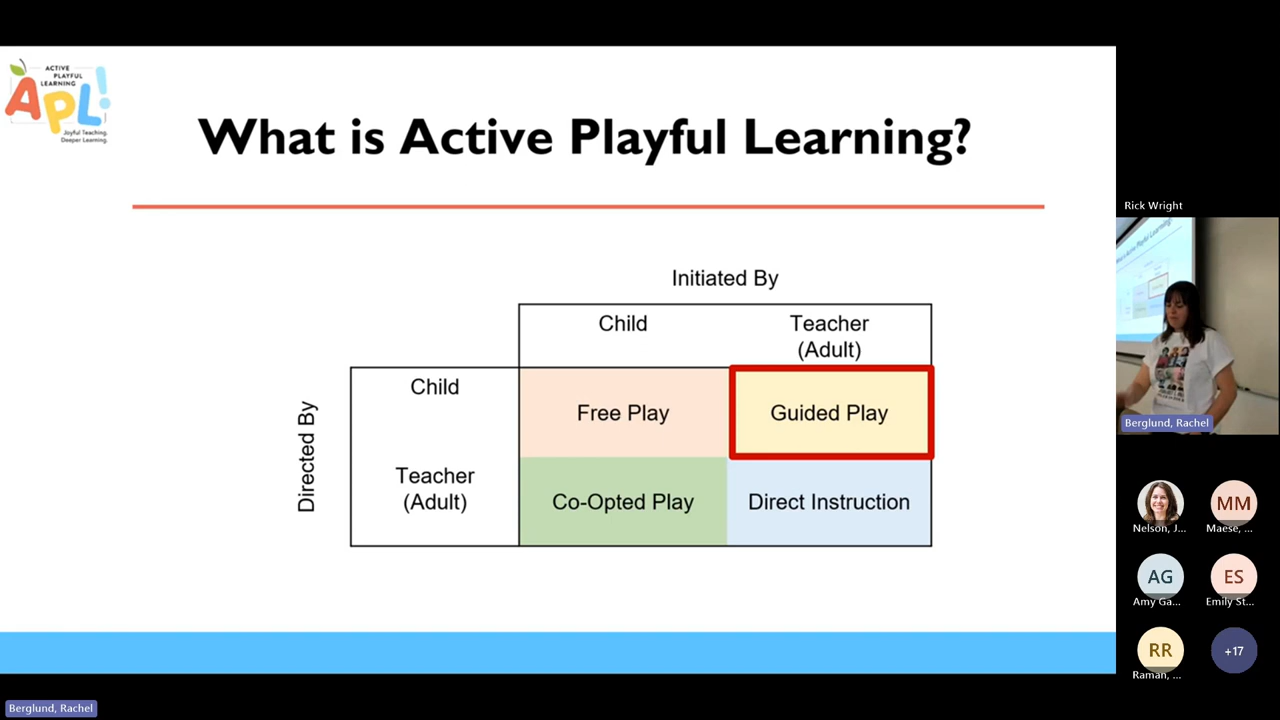 ACTIVE
PLAYFUL
LEARNING
APL!
Joyful Teaching.
Deeper Learning.
What is Active Playful Learning?
Initiated By
Child
Teacher
(Adult)
Directed By
Child
Free Play
Guided Play
Teacher
(Adult)
Co-Opted Play
Direct Instruction
Rick Wright
Berglund, Rachel
Nelson, J...
MM
Maese, ...
AG
Amy Ga...
ES
Emily St...
RR
Raman, ...
+17
Berglund, Rachel